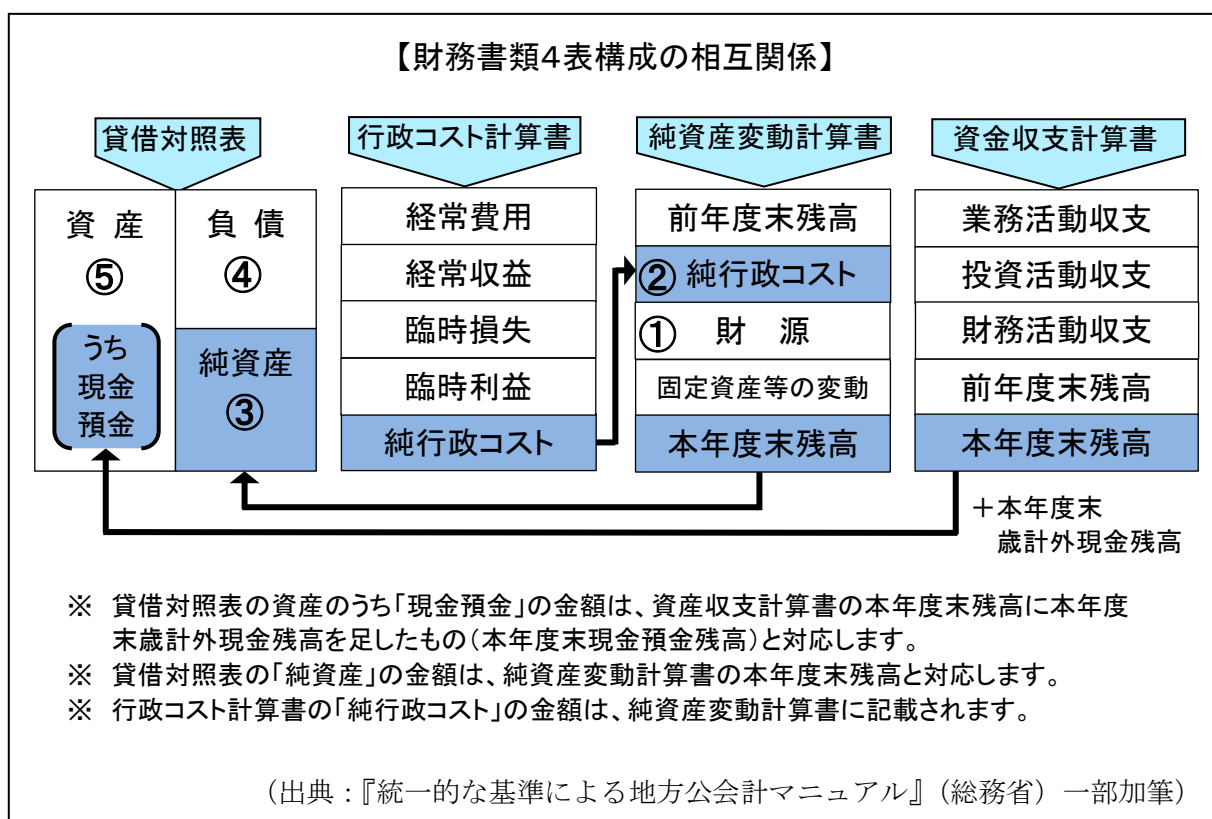 【財務書類4表構成の相互関係】
貸借対照表
行政コスト計算書
純資産変動計算書
資金収支計算書
資 産
⑤
うち
現金
預金
負 債
④
純資産
③
経常費用
経常収益
臨時損失
臨時利益
純行政コスト
前年度末残高
② 純行政コスト
① 財 源
固定資産等の変動
本年度末残高
業務活動収支
投資活動収支
財務活動収支
前年度末残高
本年度末残高
＋本年度末
歳計外現金残高
※ 貸借対照表の資産のうち「現金預金」の金額は、資産収支計算書の本年度末残高に本年度
末歳計外現金残高を足したもの（本年度末現金預金残高）と対応します。
※ 貸借対照表の「純資産」の金額は、純資産変動計算書の本年度末残高と対応します。
※ 行政コスト計算書の「純行政コスト」の金額は、純資産変動計算書に記載されます。
（出典：『統一的な基準による地方公会計マニュアル』（総務省）一部加筆）